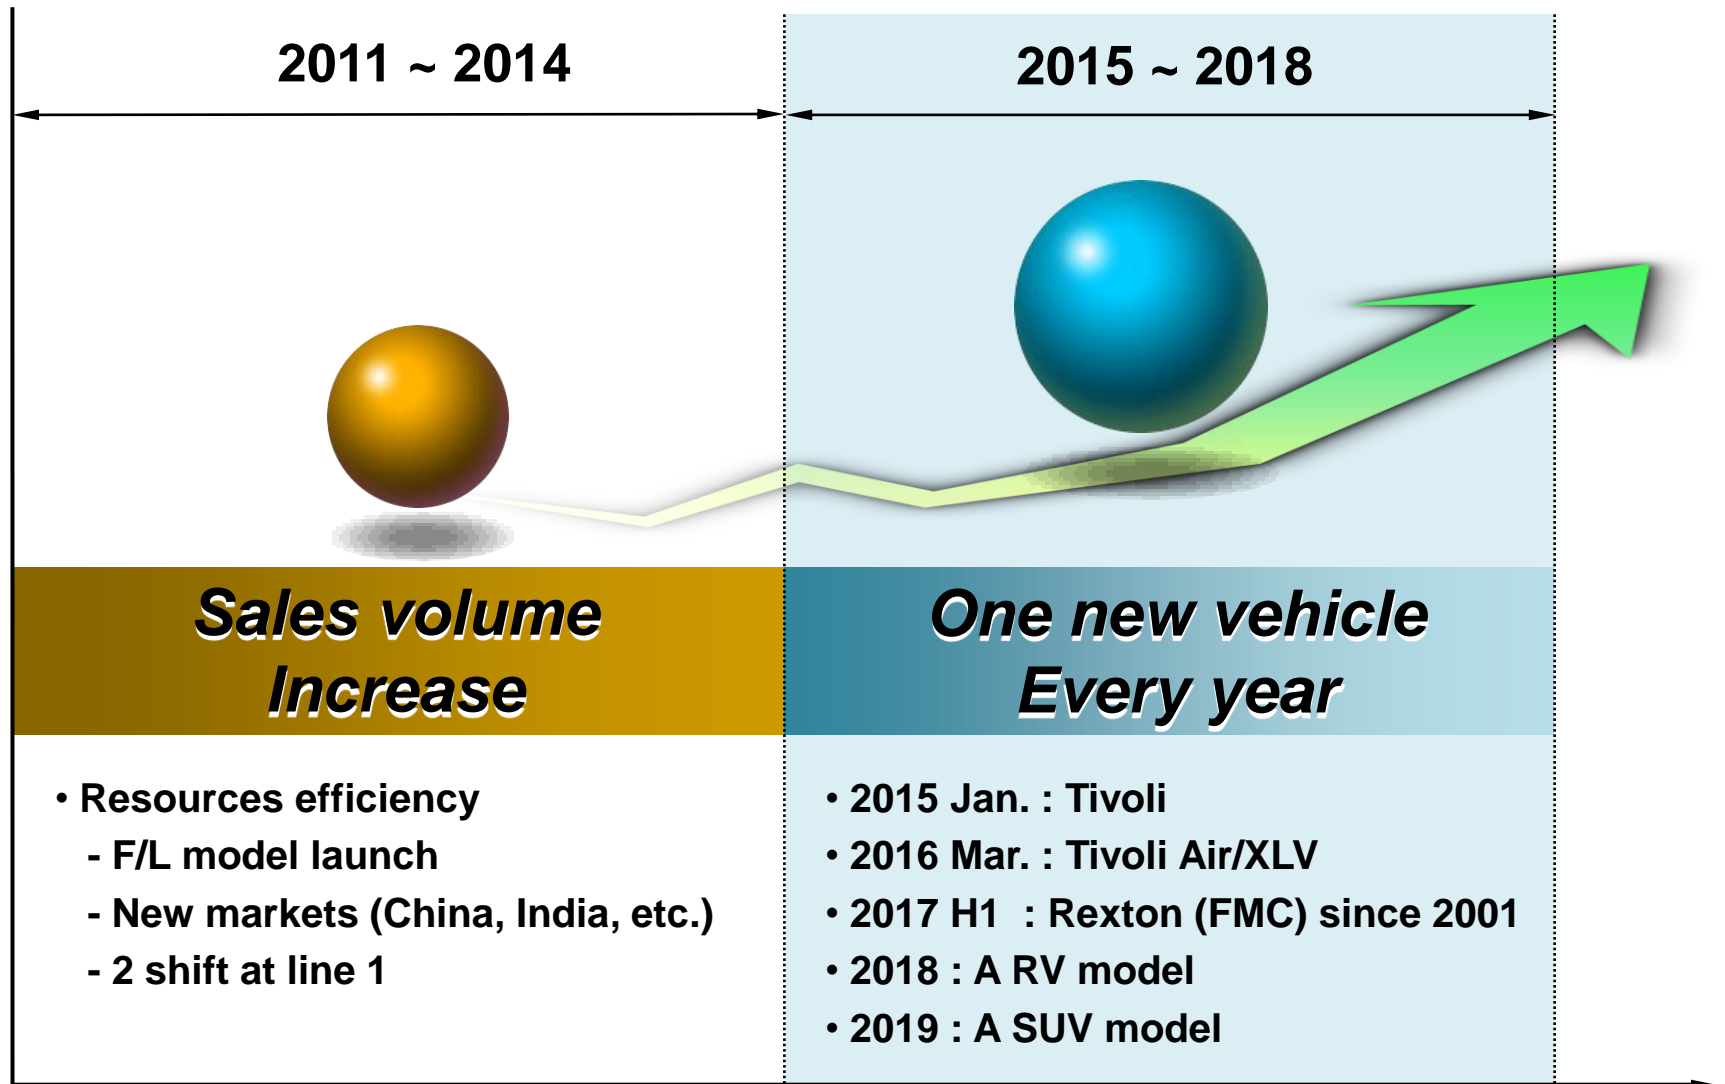 2011 ~ 2014
2015 ~ 2018
Sales volume
Increase
One new vehicle
Every year
• Resources efficiency
- F/L model launch
- New markets (China, India, etc.)
- 2 shift at line 1
• 2015 Jan. : Tivoli
• 2016 Mar. : Tivoli Air/XLV
• 2017 H1  : Rexton (FMC) since 2001
• 2018 : A RV model
• 2019 : A SUV model